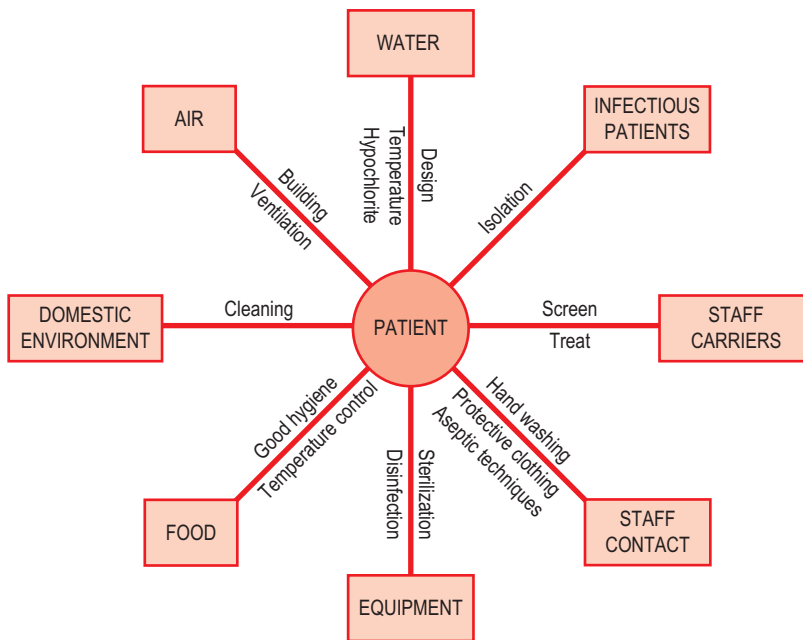 WATER
AIR
INFECTIOUS
PATIENTS
Building
Ventilation
Hypochlorite
Temperature
Design
Isolation
DOMESTIC
ENVIRONMENT
Cleaning
PATIENT
Screen
Treat
STAFF
CARRIERS
Good hygiene
Temperature control
Disinfection
Sterilization
Hand washing
Protective clothing
Aseptic techniques
FOOD
EQUIPMENT
STAFF
CONTACT